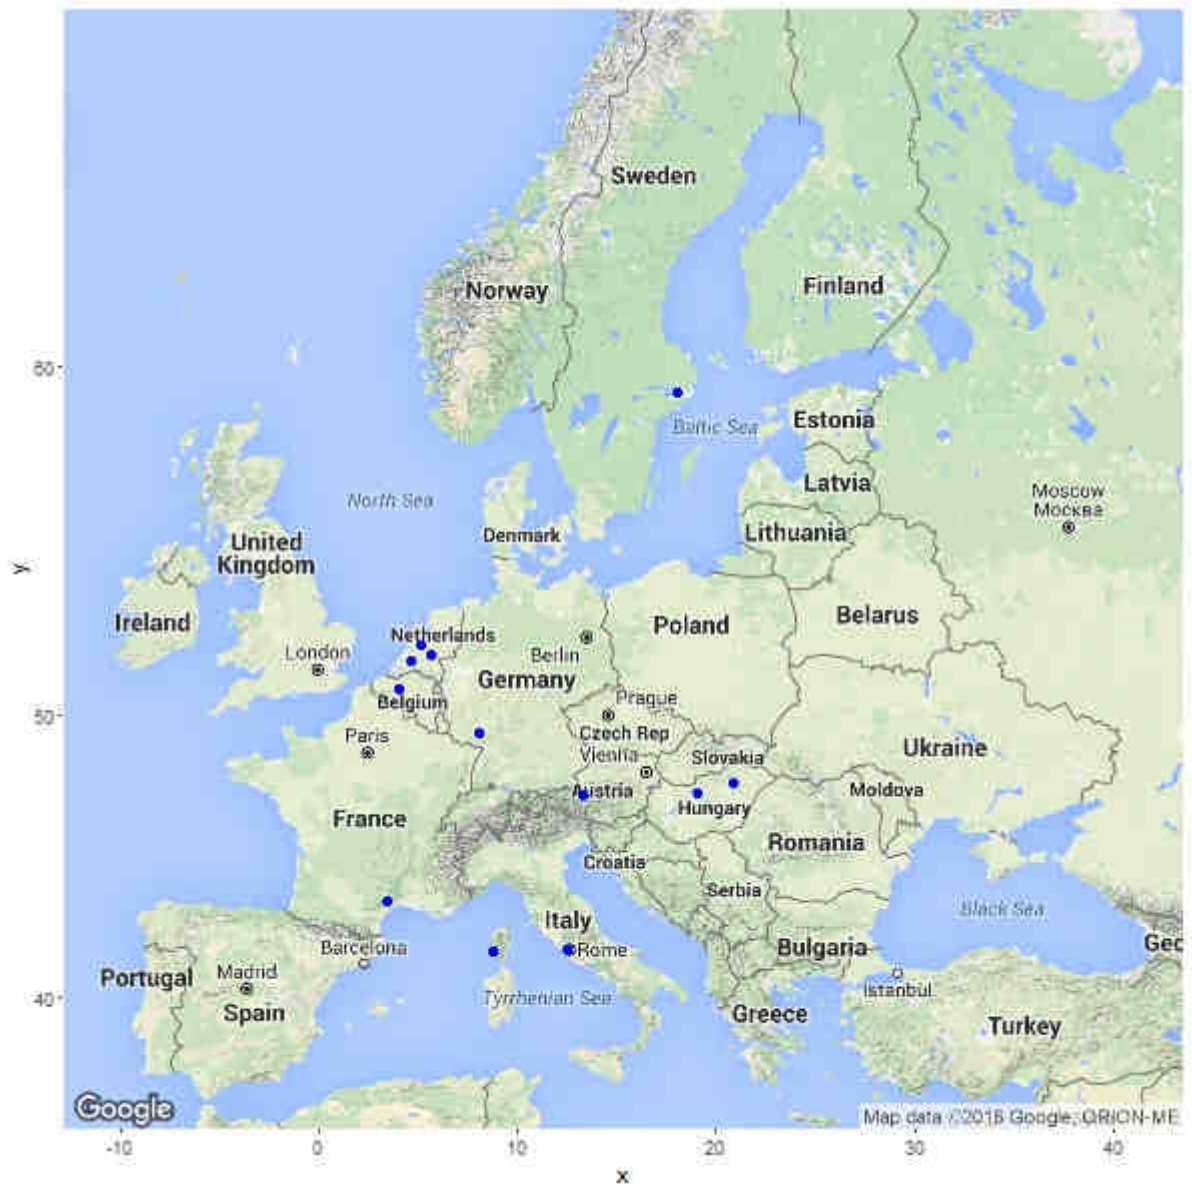 Sweden
Norway
Finland
60
Baltic Sea
Estonia
North Sea
Latvia
Moscow
Москва
Denmark
Lithuania
United
Kingdom
y
Ireland
Belarus
Poland
Netherlands
London
Berlin
Germany
Prague
Belgium
50
Paris
Czech Rep
Ukraine
Vienna
Slovakia
Austria
Moldova
Hungary
France
Romania
Croatia
Serbia
Black Sea
Italy
Barcelona
Rome
Bulgaria
Geo
Portugal
Madrid
Istanbul
40
Tyrrhenian Sea
Spain
Greece
Turkey
Google
Map data ©2016 Google, ORION-ME
-10
0
10
20
30
40
x